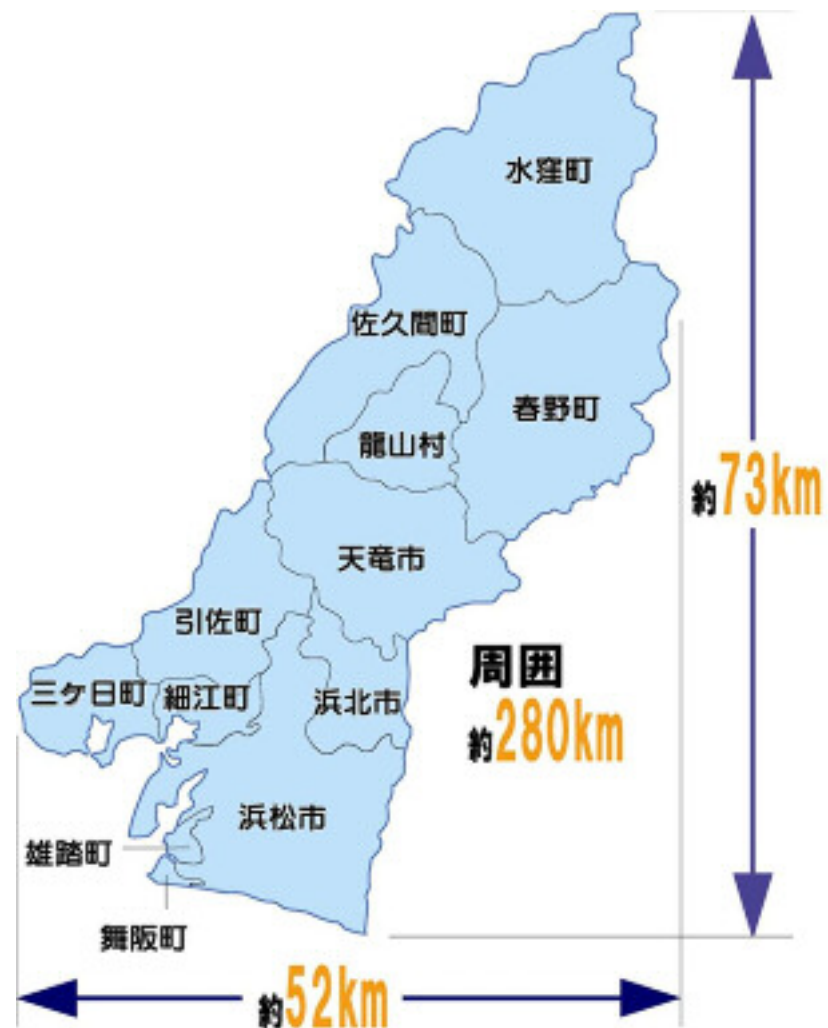 水窪町
佐久間町
春野町
龍山村
約73km
天竜市
引佐町
周囲
三ケ日町
細江町
浜北市
約280km
浜松市
雄踏町
舞阪町
約52km